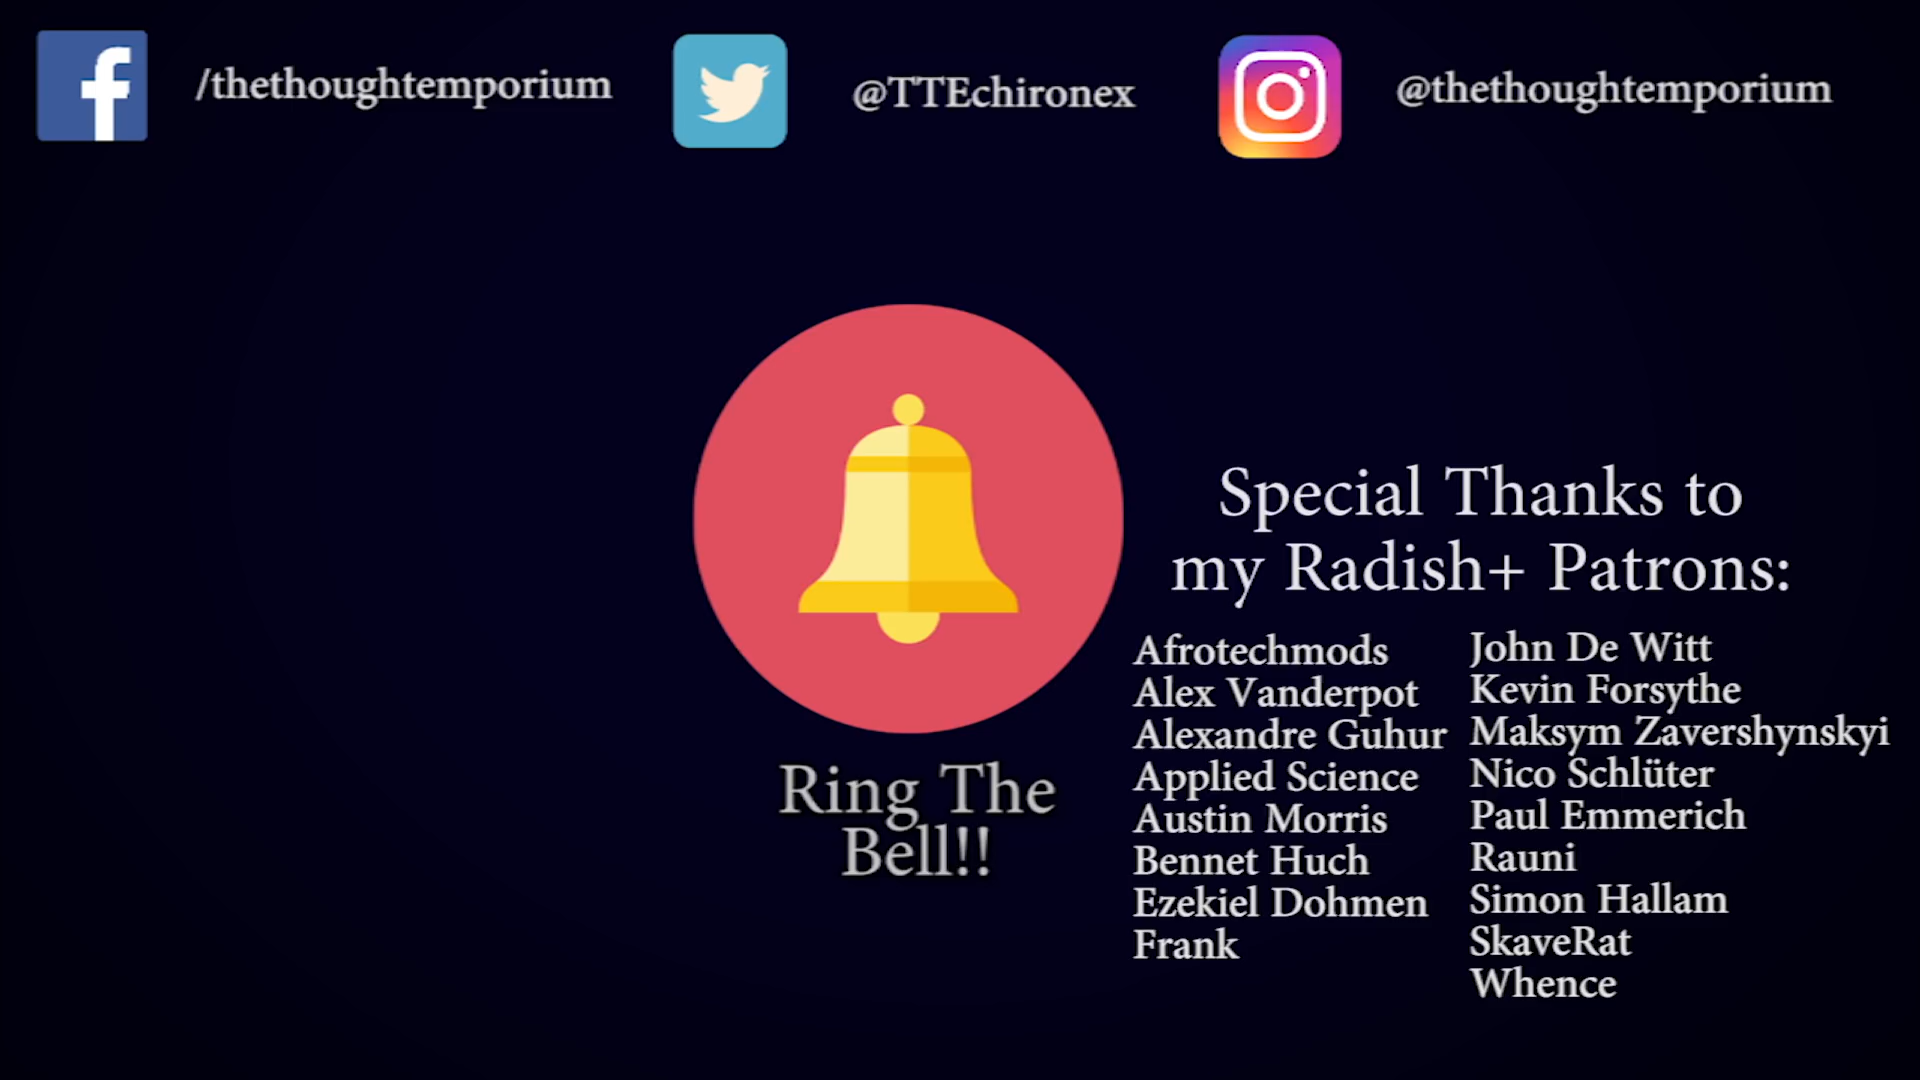 /thethoughtemporium
@TTEchironex
@thethoughtemporium
Ring The
Bell!!
Special Thanks to
my Radish+ Patrons:
Afrotechmods
Alex Vanderpot
Alexandre Guhur
Applied Science
Austin Morris
Bennet Huch
Ezekiel Dohmen
Frank
John De Witt
Kevin Forsythe
Maksym Zavershynskyi
Nico Schlüter
Paul Emmerich
Rauni
Simon Hallam
SkaveRat
Whence